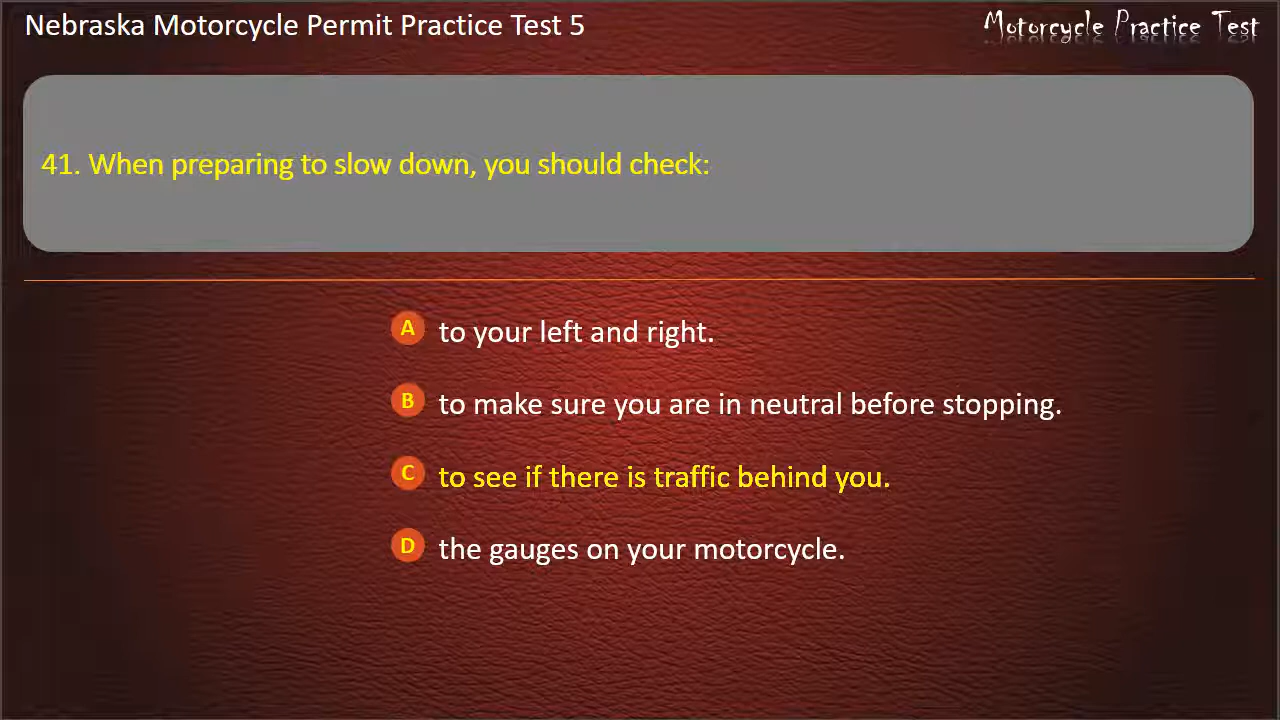 Nebraska Motorcycle Permit Practice Test 5
Motorcycle Practice Test
41. When preparing to slow down, you should check:
A to your left and right.
B to make sure you are in neutral before stopping.
C to see if there is traffic behind you.
D the gauges on your motorcycle.